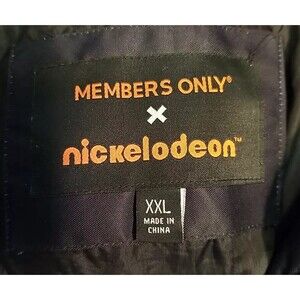 MEMBERS ONLY®
×
nickelodeon™
XXL
MADE IN
CHINA